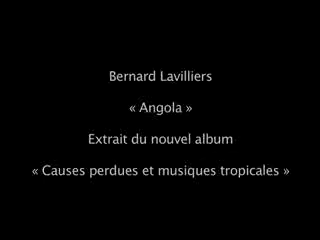 Bernard Lavilliers
« Angola »
Extrait du nouvel album
« Causes perdues et musiques tropicales »